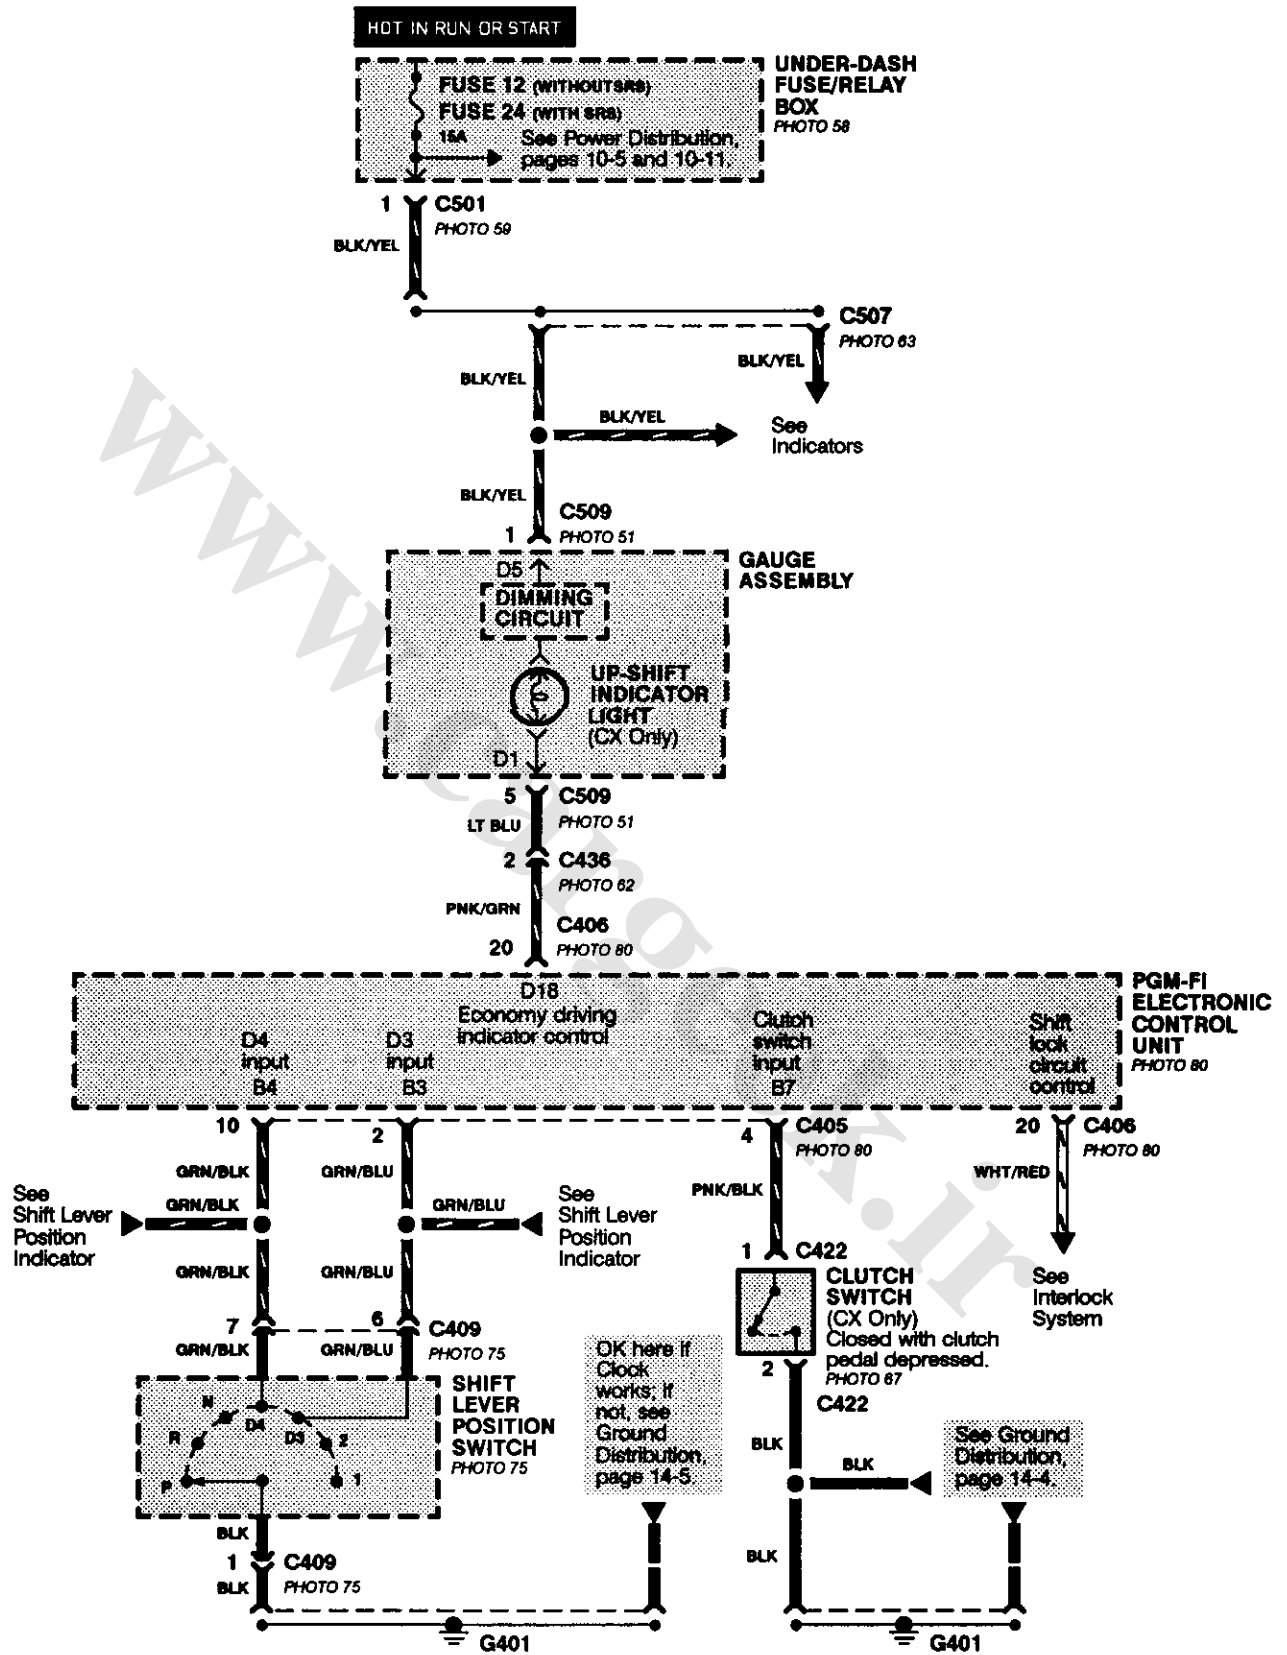 HOT IN RUN OR START
UNDER-DASH
FUSE/RELAY
BOX
PHOTO 58
FUSE 12 (WITHOUT SRS)
FUSE 24 (WITH SRS)
15A
See Power Distribution,
pages 10-5 and 10-11.
1
C501
PHOTO 59
BLK/YEL
C507
PHOTO 63
BLK/YEL
BLK/YEL
BLK/YEL
See
Indicators
BLK/YEL
C509
1
PHOTO 51
GAUGE
ASSEMBLY
D5
DIMMING
CIRCUIT
UP-SHIFT
INDICATOR
LIGHT
(CX Only)
D1
5
C509
PHOTO 51
LT BLU
2
C436
PHOTO 62
PNK/GRN
C406
20
PHOTO 80
PGM-FI
ELECTRONIC
CONTROL
UNIT
PHOTO 80
D18
Economy driving
indicator control
D4
input
B4
D3
input
B3
Clutch
switch
input
B7
Shift
lock
circuit
control
10
2
4
C405
PHOTO 80
20
C406
PHOTO 80
GRN/BLK
GRN/BLU
PNK/BLK
WHT/RED
See
Shift Lever
Position
Indicator
GRN/BLK
GRN/BLU
See
Shift Lever
Position
Indicator
GRN/BLK
GRN/BLU
1
C422
CLUTCH
SWITCH
(CX Only)
Closed with clutch
pedal depressed.
PHOTO 67
See
Interlock
System
7
6
C409
PHOTO 75
GRN/BLK
GRN/BLU
2
C422
SHIFT
LEVER
POSITION
SWITCH
PHOTO 75
P
R
N
D4
D3
2
1
OK here if
Clock
works; if
not, see
Ground
Distribution,
page 14-5.
BLK
BLK
See Ground
Distribution,
page 14-4.
BLK
1
C409
PHOTO 75
BLK
BLK
G401
G401
www.cargeek.ir